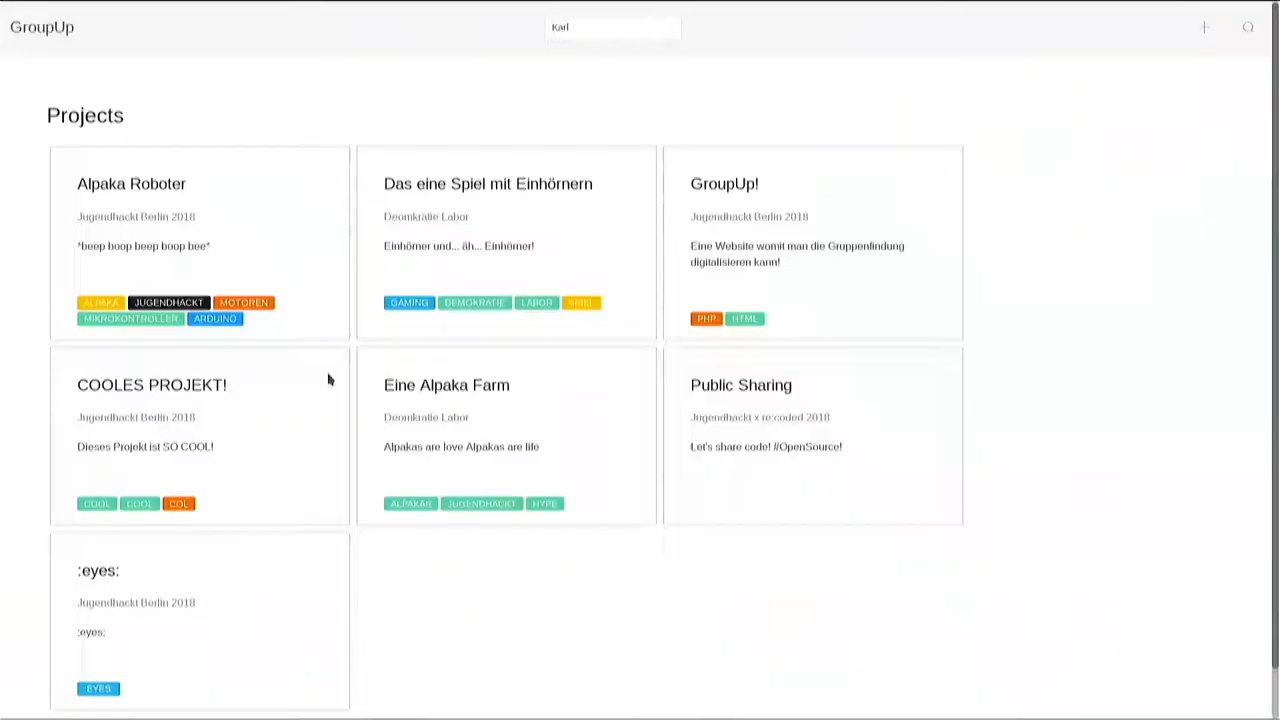 GroupUp
Karl
Projects
Alpaka Roboter
Jugendhackt Berlin 2018
*beep boop beep boop bee*
ALPAKA JUGENDHACKT MOTOREN
MIKROKONTROLLER ARDUINO
Das eine Spiel mit Einhörnern
Deomkratie Labor
Einhörner und... äh... Einhörner!
GAMING DEMOKRATIE LABOR SPIEL
GroupUp!
Jugendhackt Berlin 2018
Eine Website womit man die Gruppenfindung
digitalisieren kann!
PHP HTML
COOLES PROJEKT!
Jugendhackt Berlin 2018
Dieses Projekt ist SO COOL!
COOL COOL COL
Eine Alpaka Farm
Deomkratie Labor
Alpakas are love Alpakas are life
ALPAKAS JUGENDHACKT HYPE
Public Sharing
Jugendhackt x re:coded 2018
Let's share code! #OpenSource!
:eyes:
Jugendhackt Berlin 2018
:eyes:
EYES